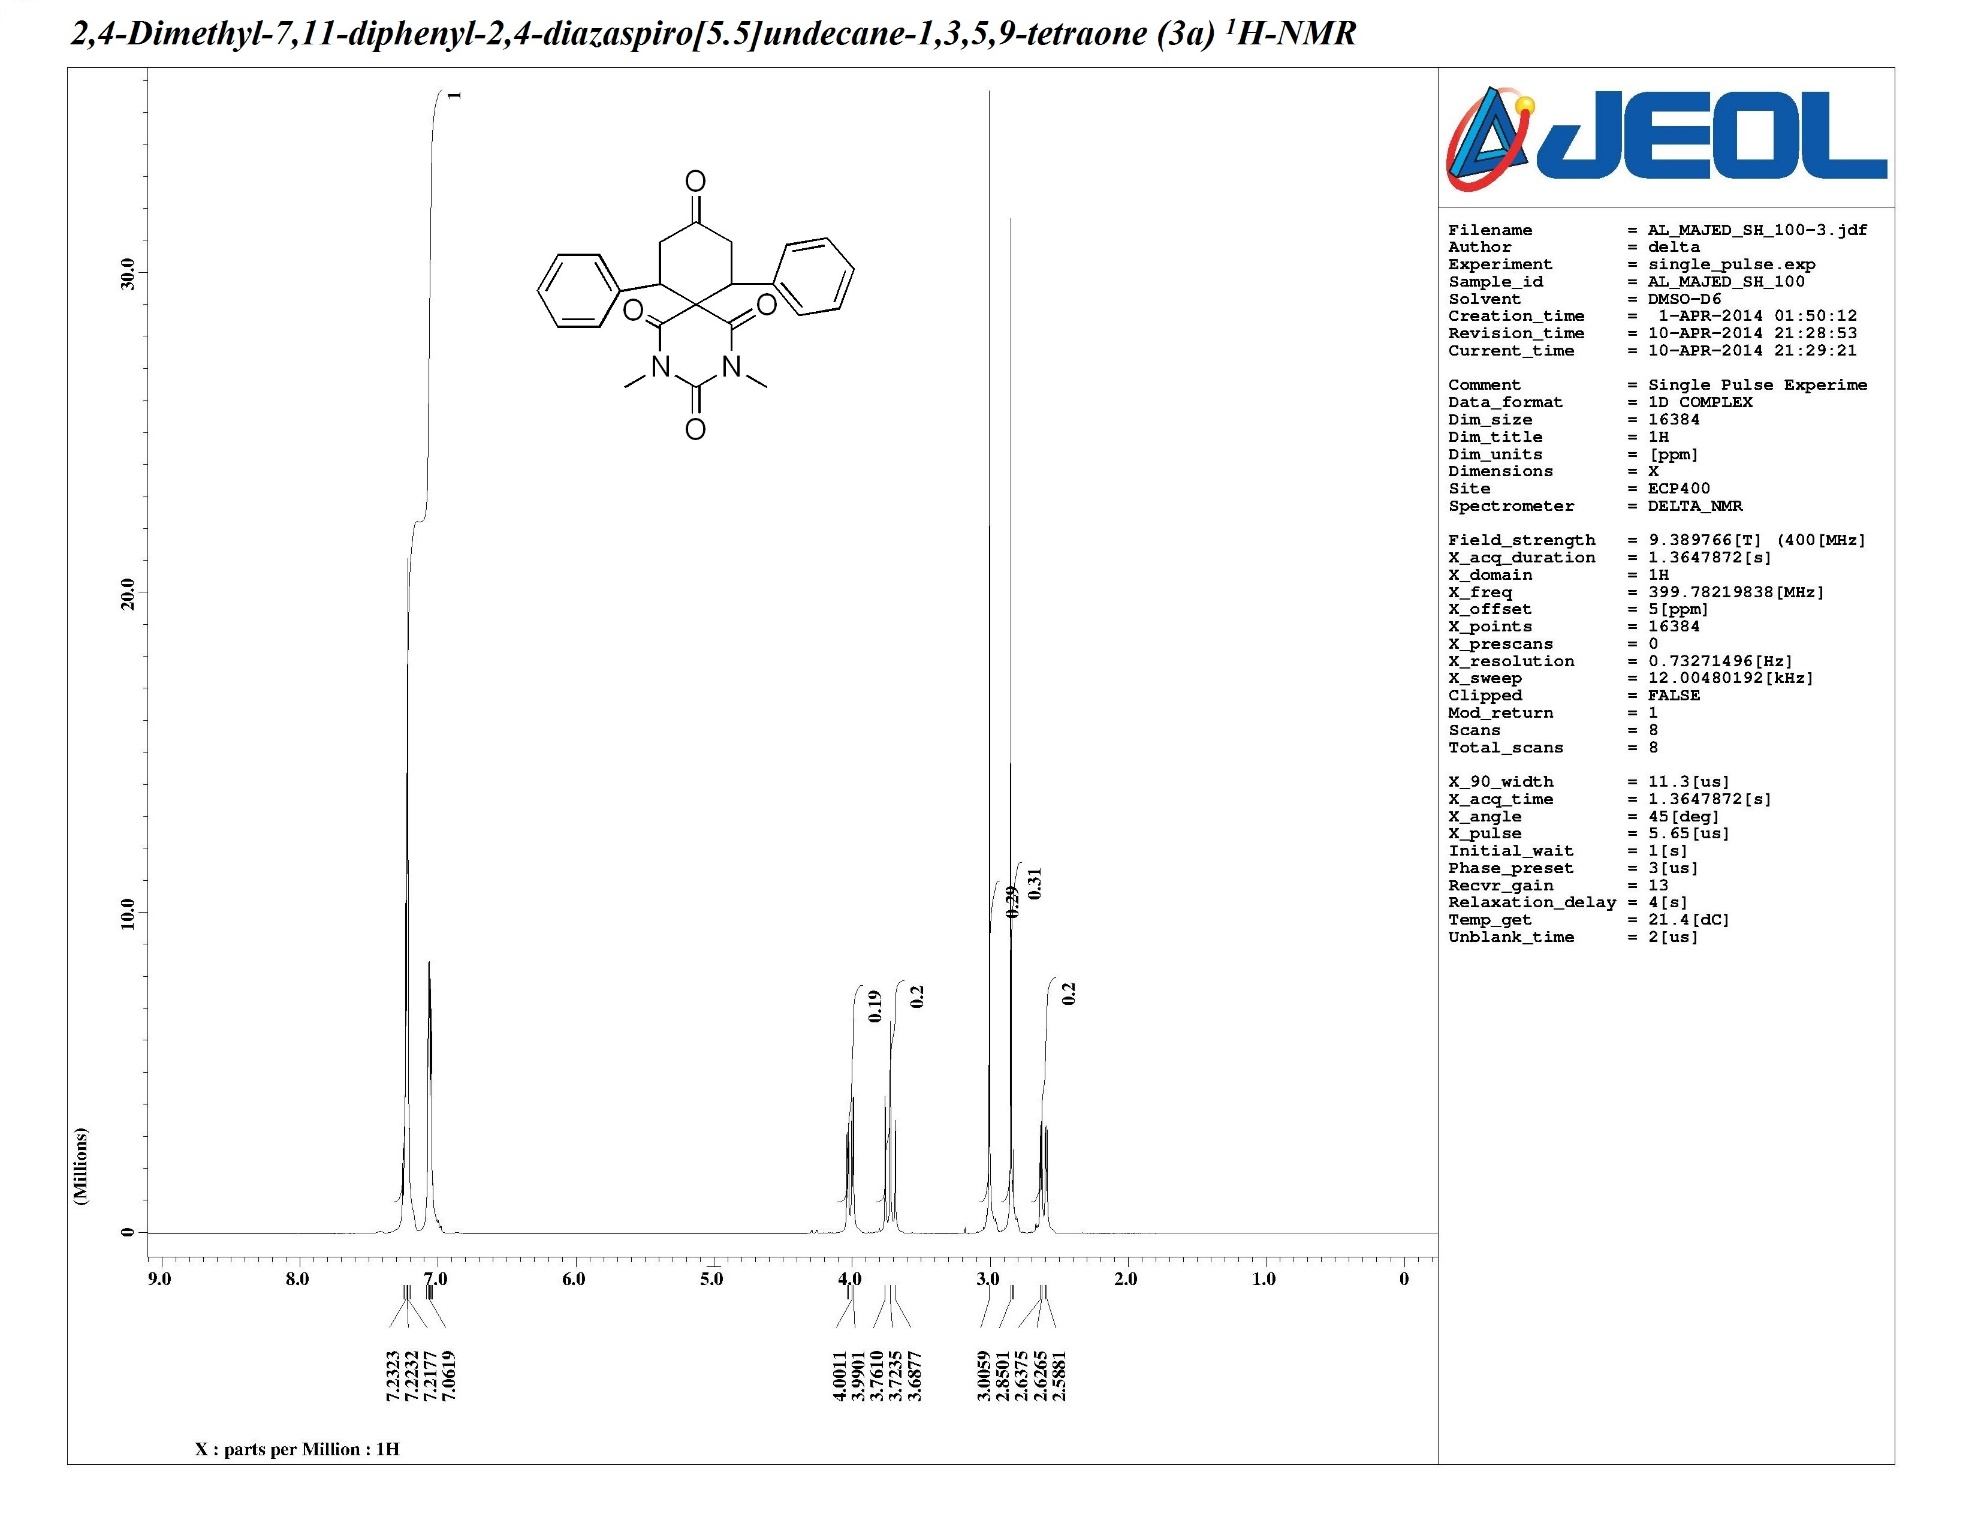 2,4-Dimethyl-7,11-diphenyl-2,4-diazaspiro[5.5]undecane-1,3,5,9-tetraone (3a) ¹H-NMR
JEOL
Filename = AL_MAJED_SH_100-3.jdf
Author = delta
Experiment = single_pulse.exp
Sample_id = AL_MAJED_SH_100
Solvent = DMSO-D6
Creation_time = 1-APR-2014 01:50:12
Revision_time = 10-APR-2014 21:28:53
Current_time = 10-APR-2014 21:29:21
Comment = Single Pulse Experime
Data_format = 1D COMPLEX
Dim_size = 16384
Dim_title = 1H
Dim_units = [ppm]
Dimensions = X
Site = ECP400
Spectrometer = DELTA_NMR
Field_strength = 9.389766[T] (400[MHz]
X_acq_duration = 1.3647872[s]
X_domain = 1H
X_freq = 399.78219838[MHz]
X_offset = 5[ppm]
X_points = 16384
X_prescans = 0
X_resolution = 0.73271496[Hz]
X_sweep = 12.00480192[kHz]
Clipped = FALSE
Mod_return = 1
Scans = 8
Total_scans = 8
X_90_width = 11.3[us]
X_acq_time = 1.3647872[s]
X_angle = 45[deg]
X_pulse = 5.65[us]
Initial_wait = 1[s]
Phase_preset = 3[us]
Recvr_gain = 13
Relaxation_delay = 4[s]
Temp_get = 21.4[dC]
Unblank_time = 2[us]
1
O
O O
N N
O
30.0
20.0
10.0
0
(Millions)
0.19
0.2
0.29
0.31
0.2
9.0 8.0 7.0 6.0 5.0 4.0 3.0 2.0 1.0 0
7.2323
7.2232
7.2177
7.0619
4.0011
3.9901
3.7610
3.7235
3.6877
3.0059
2.8501
2.6375
2.6265
2.5881
X : parts per Million : 1H